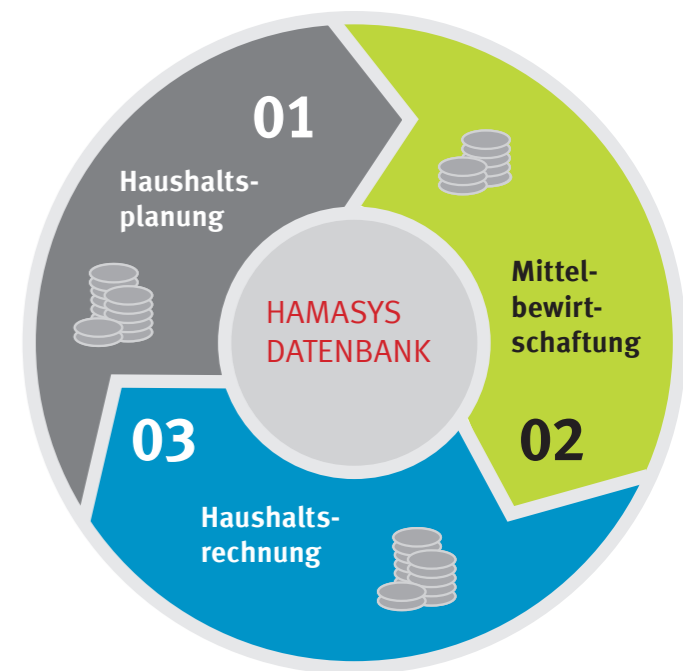 01
Haushalts-
planung
Mittel-
bewirt-
schaftung
02
03
Haushalts-
rechnung
HAMASYS
DATENBANK